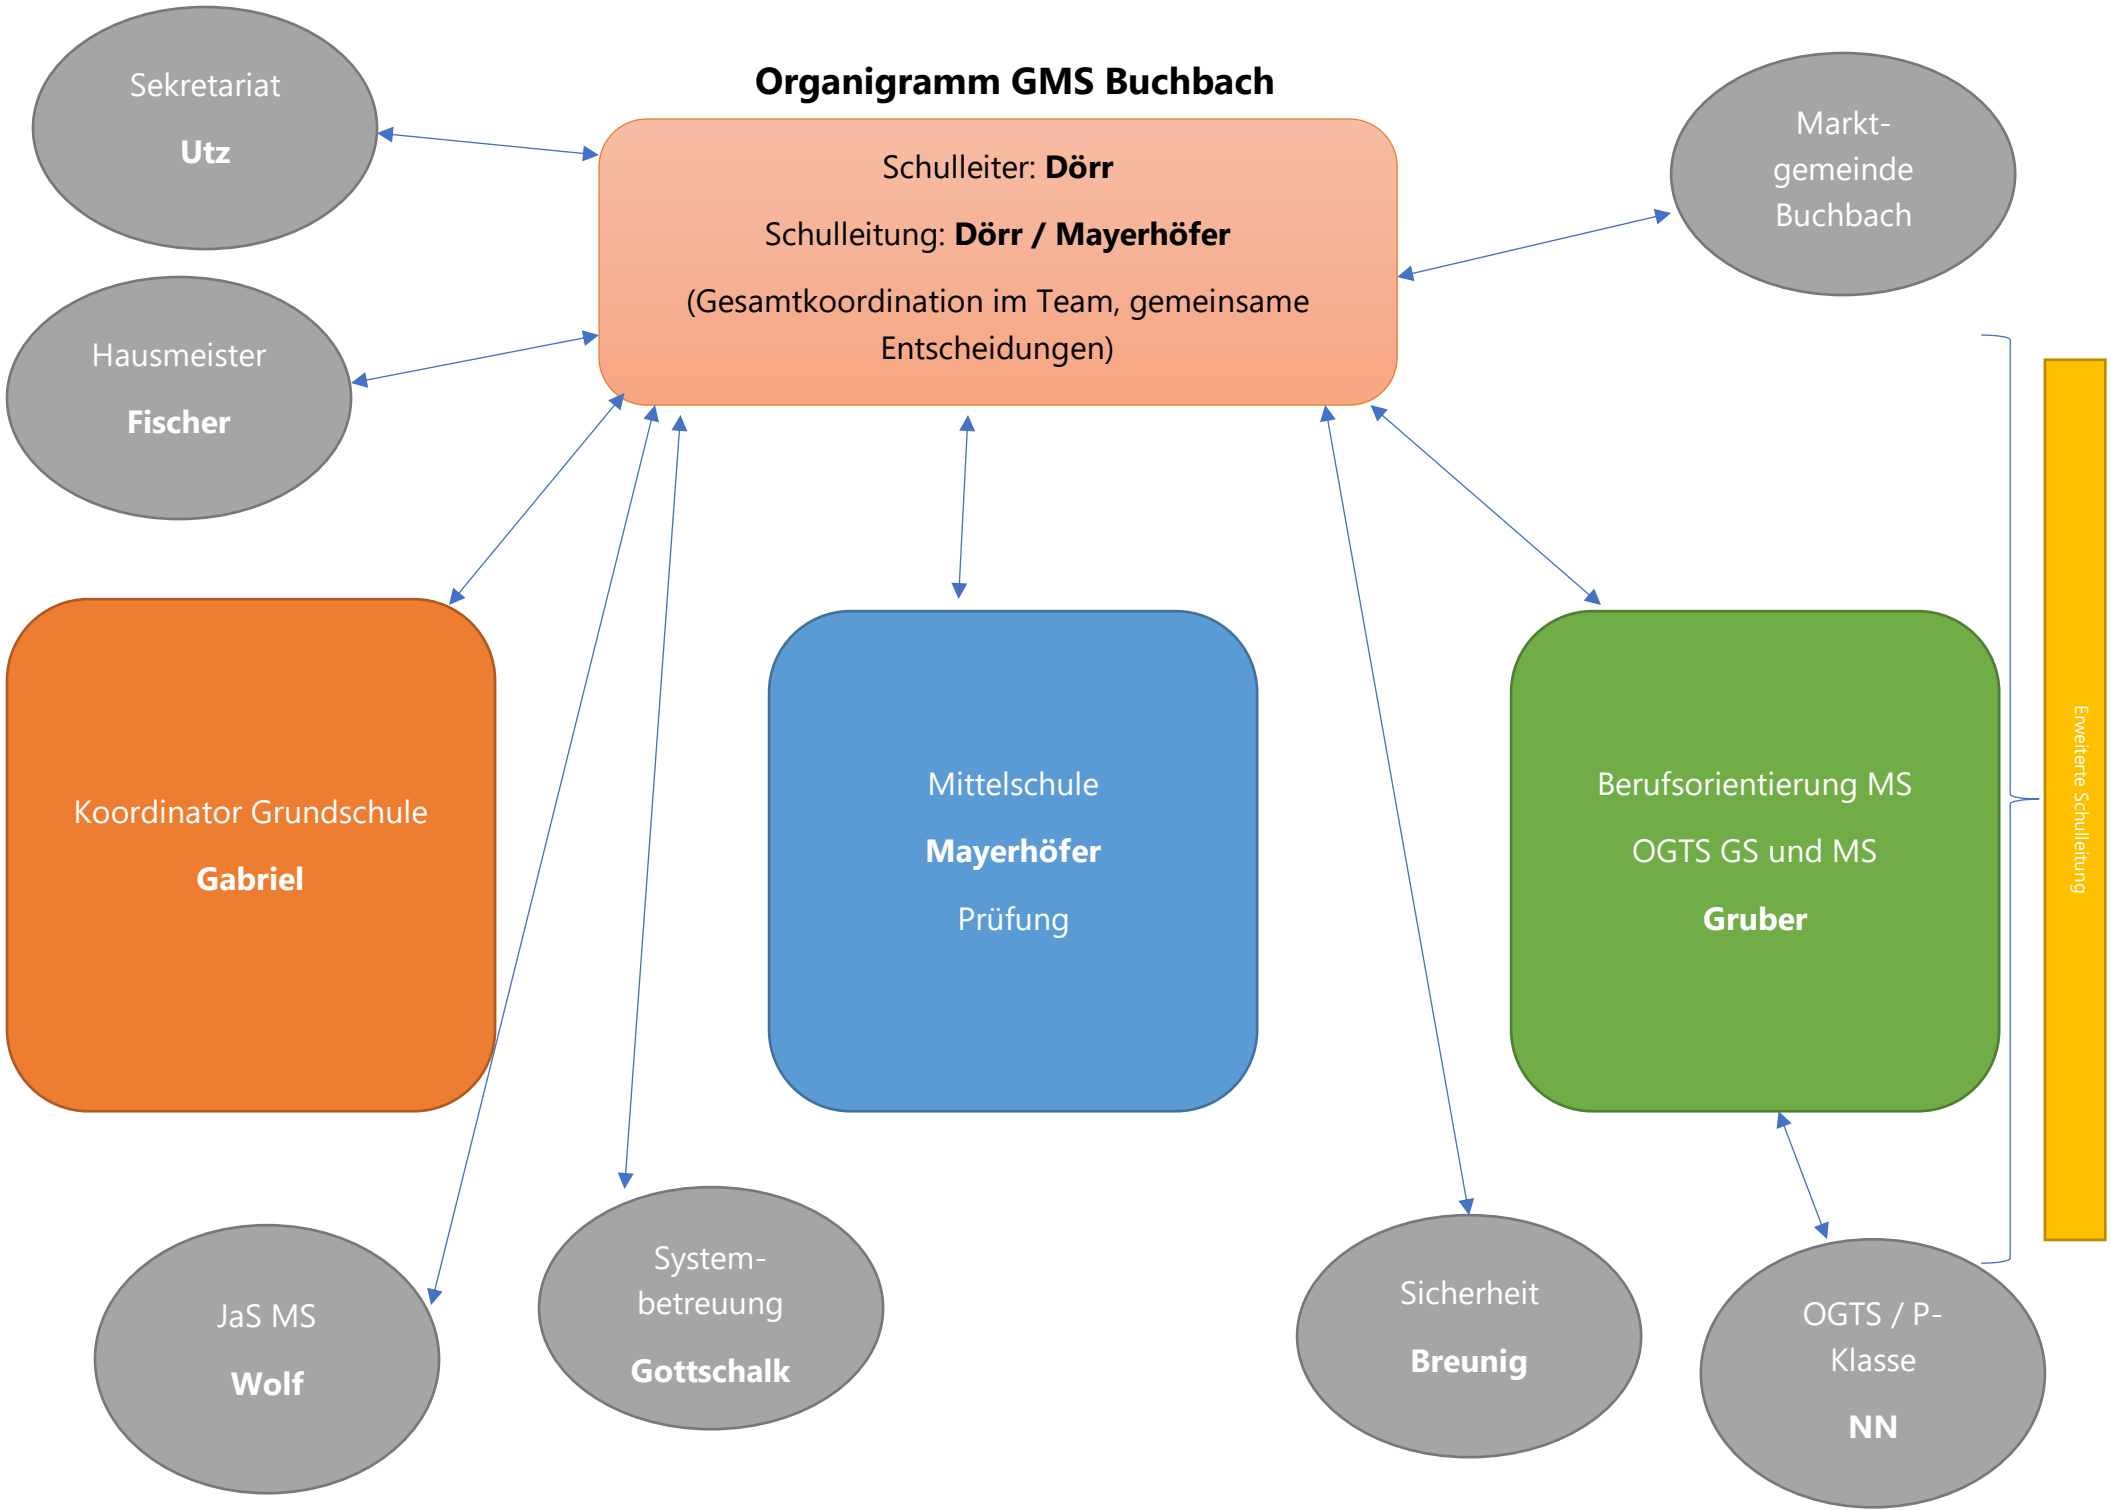 Organigramm GMS Buchbach
Sekretariat
Utz
Schulleiter: Dörr
Schulleitung: Dörr / Mayerhöfer
(Gesamtkoordination im Team, gemeinsame
Entscheidungen)
Markt-
gemeinde
Buchbach
Hausmeister
Fischer
Koordinator Grundschule
Gabriel
Mittelschule
Mayerhöfer
Prüfung
Berufsorientierung MS
OGTS GS und MS
Gruber
Erweiterte Schulleitung
JaS MS
Wolf
System-
betreuung
Gottschalk
Sicherheit
Breunig
OGTS / P-
Klasse
NN